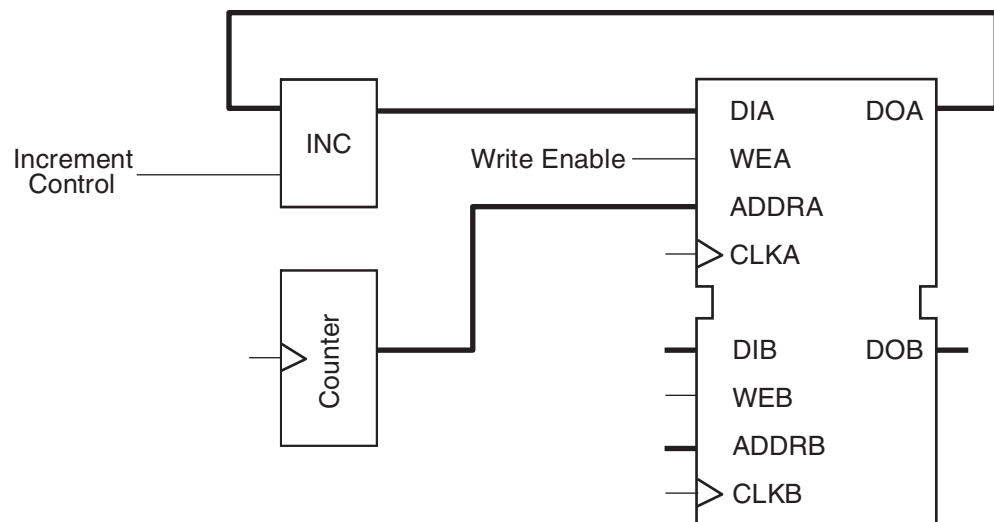 INC
Increment
Control
Counter
Write Enable
DIA
DOA
WEA
ADDRA
CLKA
DIB
DOB
WEB
ADDRB
CLKB